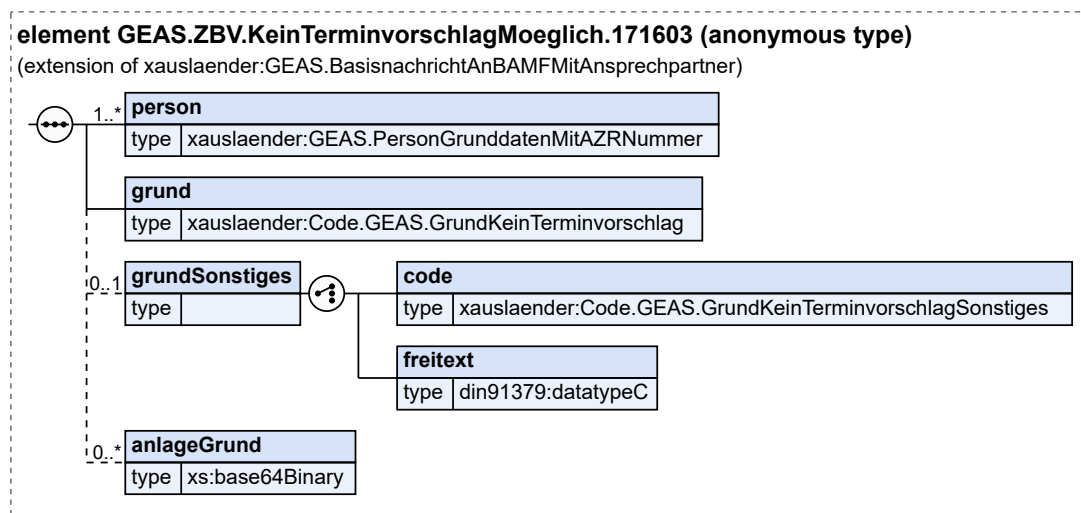 element GEAS.ZBV.KeinTerminvorschlagMoeglich.171603 (anonymous type)
(extension of xauslaender:GEAS.BasisnachrichtAnBAMFMitAnsprechpartner)
1..* person
type xauslaender:GEAS.PersonGrunddatenMitAZRNummer
grund
type xauslaender:Code.GEAS.GrundKeinTerminvorschlag
0..1 grundSonstiges code
type type xauslaender:Code.GEAS.GrundKeinTerminvorschlagSonstiges
freitext
type din91379:datatypeC
0..* anlageGrund
type xs:base64Binary